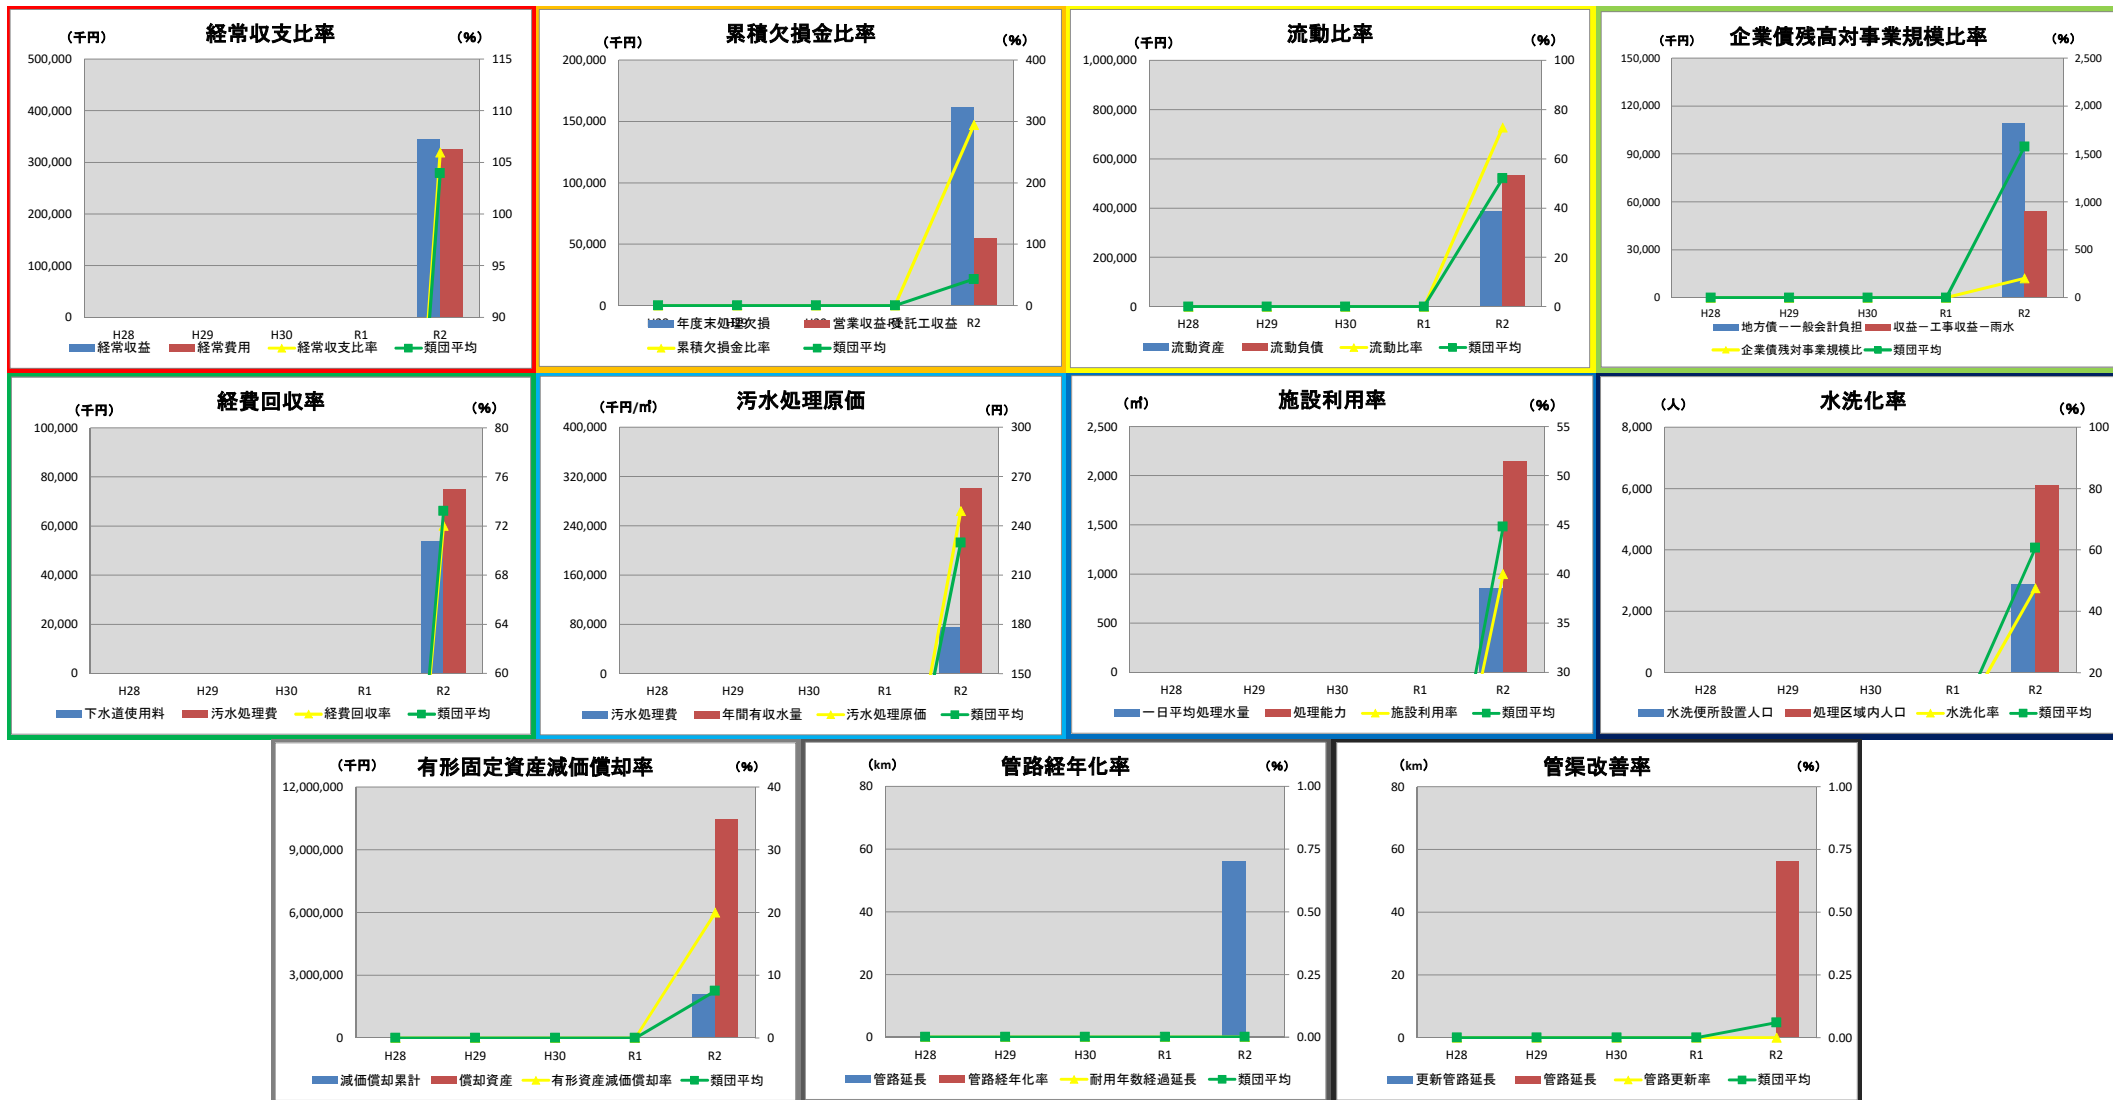 経常収支比率
（千円）
（%）
500,000
400,000
300,000
200,000
100,000
0
115
110
105
100
95
90
H28 H29 H30 R1 R2
経常収益 経常費用 経常収支比率 類団平均
累積欠損金比率
（千円）
（%）
200,000
150,000
100,000
50,000
0
400
300
200
100
0
H29 R2
年度末処理欠損 営業収益
累積欠損金比率 類団平均
流動比率
（千円）
（%）
1,000,000
800,000
600,000
400,000
200,000
0
100
80
60
40
20
0
H28 H29 H30 R1 R2
流動資産 流動負債 流動比率 類団平均
企業債残高対事業規模比率
（千円）
（%）
150,000
120,000
90,000
60,000
30,000
0
2,500
2,000
1,500
1,000
500
0
H28 H29 H30 R1 R2
地方債－一般会計負担 収益－工事収益－雨水
企業債残対事業規模比 類団平均
経費回収率
（千円）
（%）
100,000
80,000
60,000
40,000
20,000
0
80
76
72
68
64
60
H28 H29 H30 R1 R2
下水道使用料 汚水処理費 経費回収率 類団平均
汚水処理原価
（千円/㎥）
（円）
400,000
320,000
240,000
160,000
80,000
0
300
270
240
210
180
150
H28 H29 H30 R1 R2
汚水処理費 年間有収水量 汚水処理原価 類団平均
施設利用率
（㎥）
（%）
2,500
2,000
1,500
1,000
500
0
55
50
45
40
35
30
H28 H29 H30 R1 R2
一日平均処理水量 処理能力 施設利用率 類団平均
水洗化率
（人）
（%）
8,000
6,000
4,000
2,000
0
100
80
60
40
20
H28 H29 H30 R1 R2
水洗便所設置人口 処理区域内人口 水洗化率 類団平均
有形固定資産減価償却率
（千円）
（%）
12,000,000
9,000,000
6,000,000
3,000,000
0
40
30
20
10
0
H28 H29 H30 R1 R2
減価償却累計 償却資産 有形資産減価償却率 類団平均
管路経年化率
（km）
（%）
80
60
40
20
0
1.00
0.75
0.50
0.25
0.00
H28 H29 H30 R1 R2
管路延長 管路経年化率 耐用年数経過延長 類団平均
管渠改善率
（km）
（%）
80
60
40
20
0
1.00
0.75
0.50
0.25
0.00
H28 H29 H30 R1 R2
更新管路延長 管路延長 管路更新率 類団平均